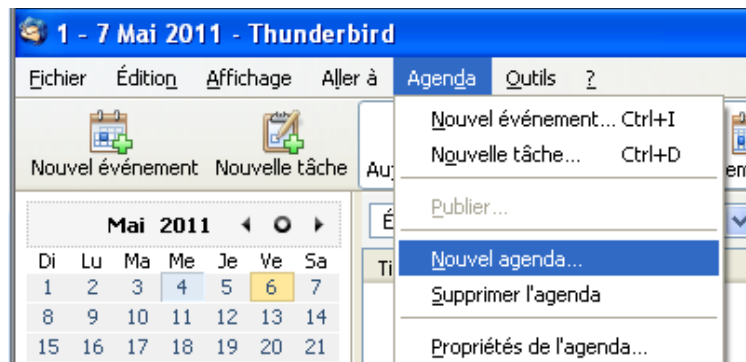 1 - 7 Mai 2011 - Thunderbird
Fichier Édition Affichage Aller à Agenda Outils ?
Nouvel événement... Ctrl+I
Nouvelle tâche... Ctrl+D
Nouvel événement Nouvelle tâche
Publier...
Mai 2011
Nouvel agenda...
Di Lu Ma Me Je Ve Sa
1 2 3 4 5 6 7
Supprimer l'agenda
8 9 10 11 12 13 14
15 16 17 18 19 20 21
Propriétés de l'agenda...